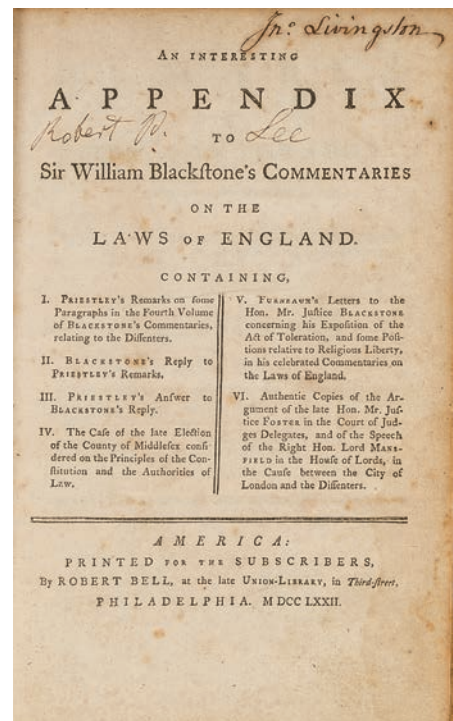 Jnº Livingston
AN INTERESTING
APPENDIX
Robert R. Lee
TO
Sir William Blackſtone's COMMENTARIES
ON THE
LAWS OF ENGLAND.
CONTAINING,
I. PRIESTLEY's Remarks on ſome
Paragraphs in the Fourth Volume
of BLACKSTONE's Commentaries,
relating to the Diſſenters.
II. BLACKSTONE's Reply to
PRIESTLEY's Remarks.
III. PRIESTLEY's Anſwer to
BLACKSTONE's Reply.
IV. The Caſe of the late Election
of the County of Middleſex conſi-
dered on the Principles of the Con-
ſtitution and the Authorities of
Law.
V. FURNEAUX's Letters to the
Hon. Mr. Juſtice BLACKSTONE
concerning his Expoſition of the
Act of Toleration, and ſome Poſi-
tions relative to Religious Liberty,
in his celebrated Commentaries on
the Laws of England.
VI. Authentic Copies of the Ar-
gument of the late Hon. Mr. Juſ-
tice FOSTER in the Court of Jud-
ges Delegates, and of the Speech
of the Right Hon. Lord MANS-
FIELD in the Houſe of Lords, in
the Cauſe between the City of
London and the Diſſenters.
AMERICA:
PRINTED FOR THE SUBSCRIBERS,
By ROBERT BELL, at the late UNION-LIBRARY, in Third-ſtreet,
PHILADELPHIA. MDCCLXXII.